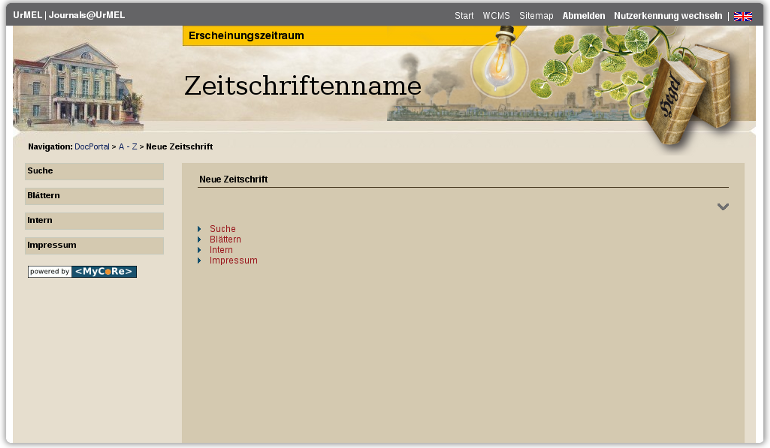 UrMEL | Journals@UrMEL
Start WCMS Sitemap Abmelden Nutzerkennung wechseln |
Erscheinungszeitraum
Zeitschriftenname
Hegel
Navigation: DocPortal > A - Z > Neue Zeitschrift
Suche
Blättern
Intern
Impressum
powered by <MyCoRe>
Neue Zeitschrift
Suche
Blättern
Intern
Impressum